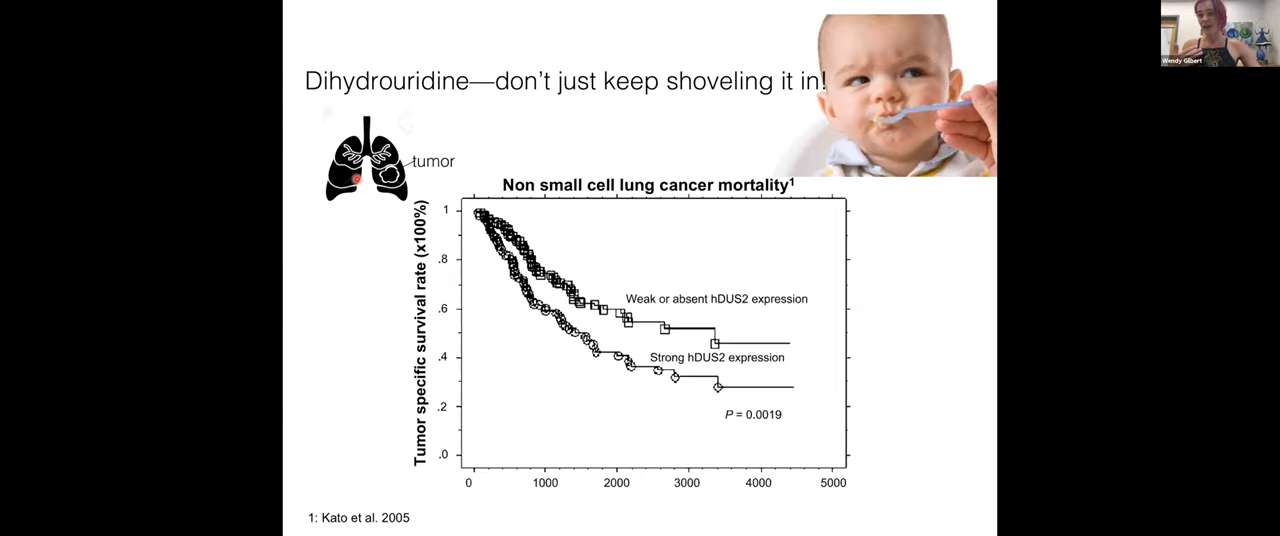 Wendy Gilbert
Dihydrouridine—don't just keep shoveling it in!
tumor
Non small cell lung cancer mortality1
Tumor specific survival rate (x100%)
1
.8
.6
.4
.2
.0
Weak or absent hDUS2 expression
Strong hDUS2 expression
P = 0.0019
0 1000 2000 3000 4000 5000
1: Kato et al. 2005